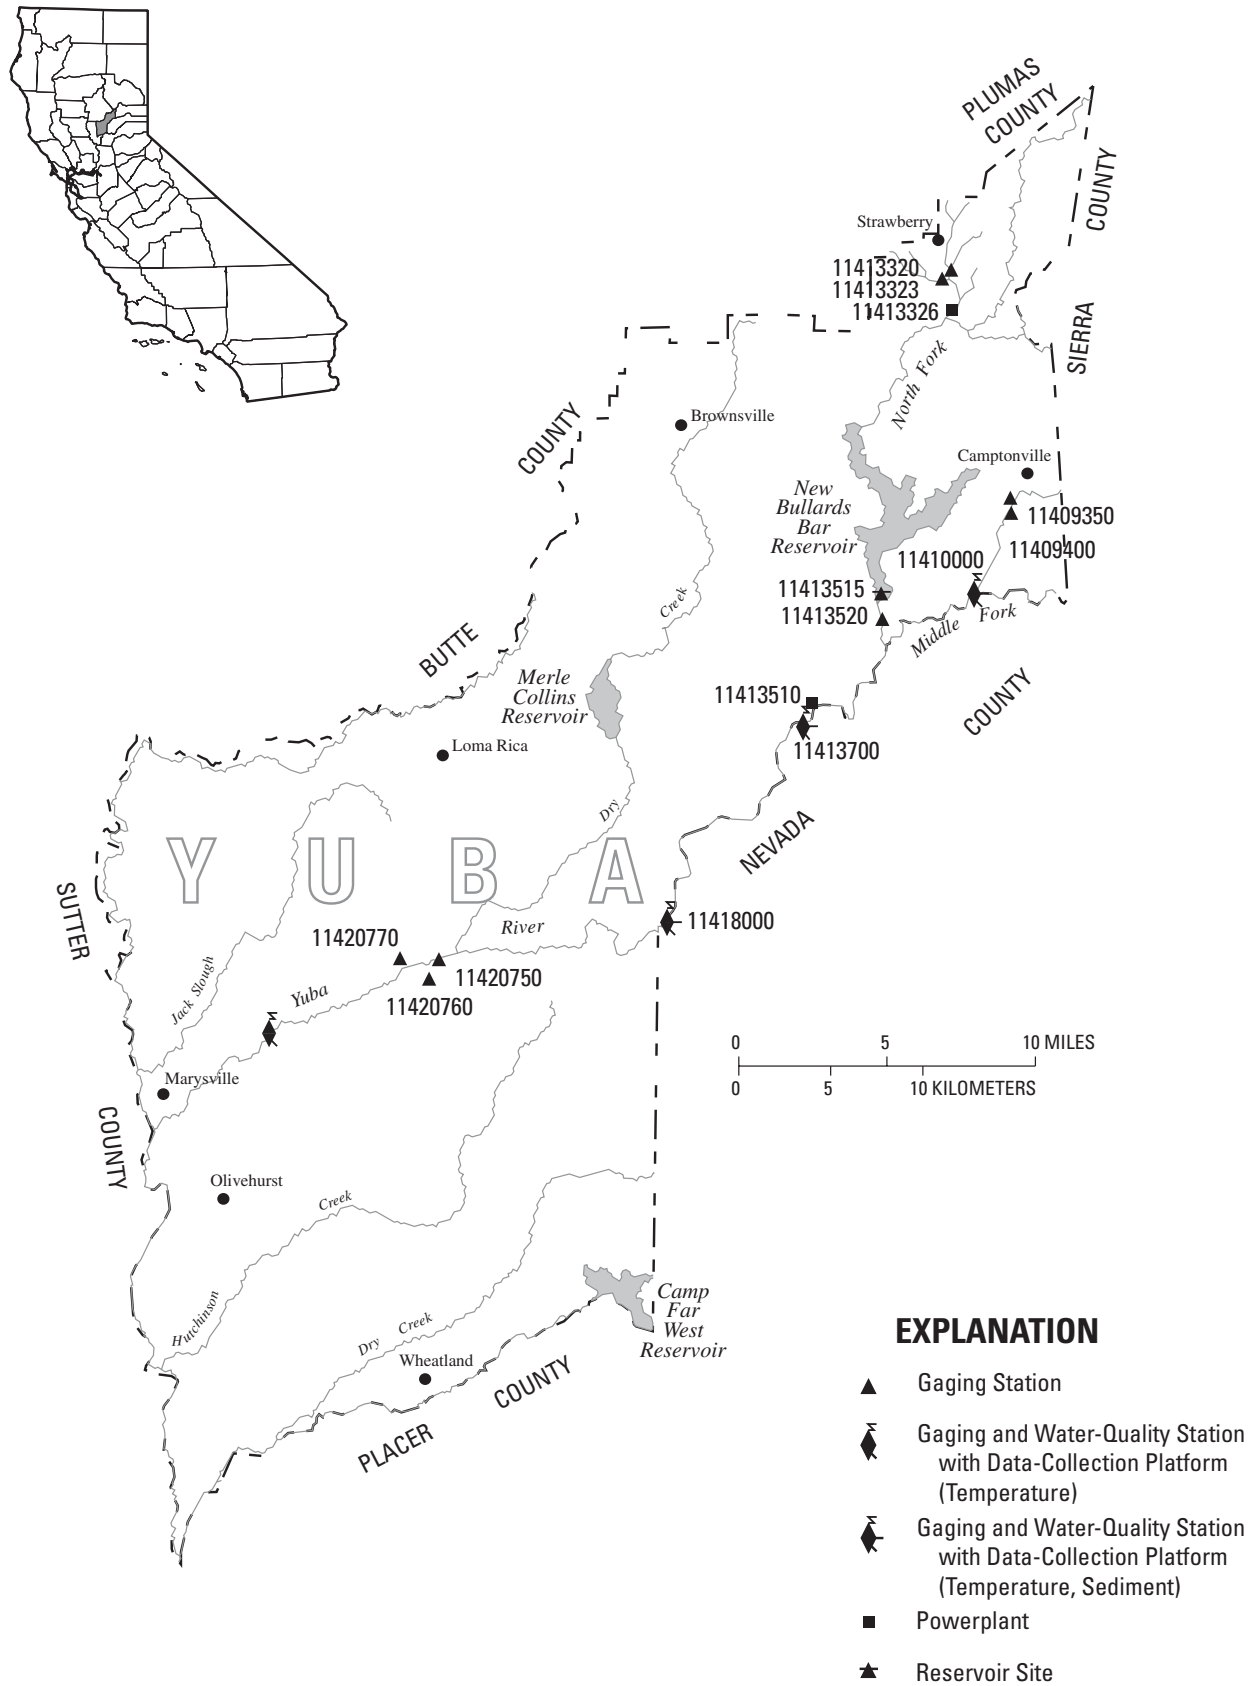 PLUMAS
COUNTY
COUNTY
SIERRA
Strawberry
11413320
11413323
11413326
North Fork
Brownsville
COUNTY
Camptonville
New
Bullards
Bar
Reservoir
11409350
11409400
11410000
11413515
11413520
Middle Fork
Creek
BUTTE
Merle
Collins
Reservoir
11413510
11413700
COUNTY
Loma Rica
Dry
NEVADA
YUBA
SUTTER
River
11418000
11420770
11420750
11420760
Jack Slough
Yuba
0 5 10 MILES
0 5 10 KILOMETERS
Marysville
COUNTY
Olivehurst
Creek
Hutchinson
Dry Creek
Camp
Far
West
Reservoir
Wheatland
COUNTY
PLACER
EXPLANATION
Gaging Station
Gaging and Water-Quality Station
with Data-Collection Platform
(Temperature)
Gaging and Water-Quality Station
with Data-Collection Platform
(Temperature, Sediment)
Powerplant
Reservoir Site